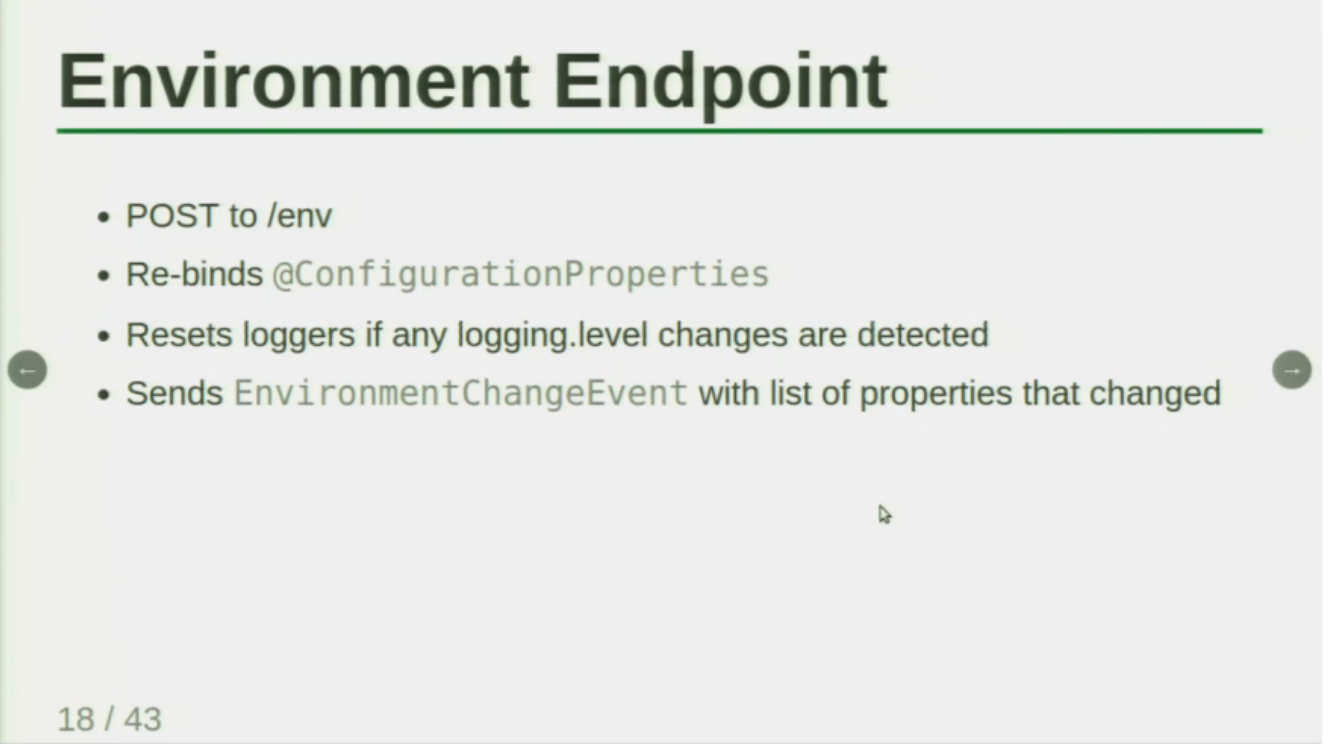 Environment Endpoint
POST to /env
Re-binds @ConfigurationProperties
Resets loggers if any logging.level changes are detected
Sends EnvironmentChangeEvent with list of properties that changed
←
→
18 / 43